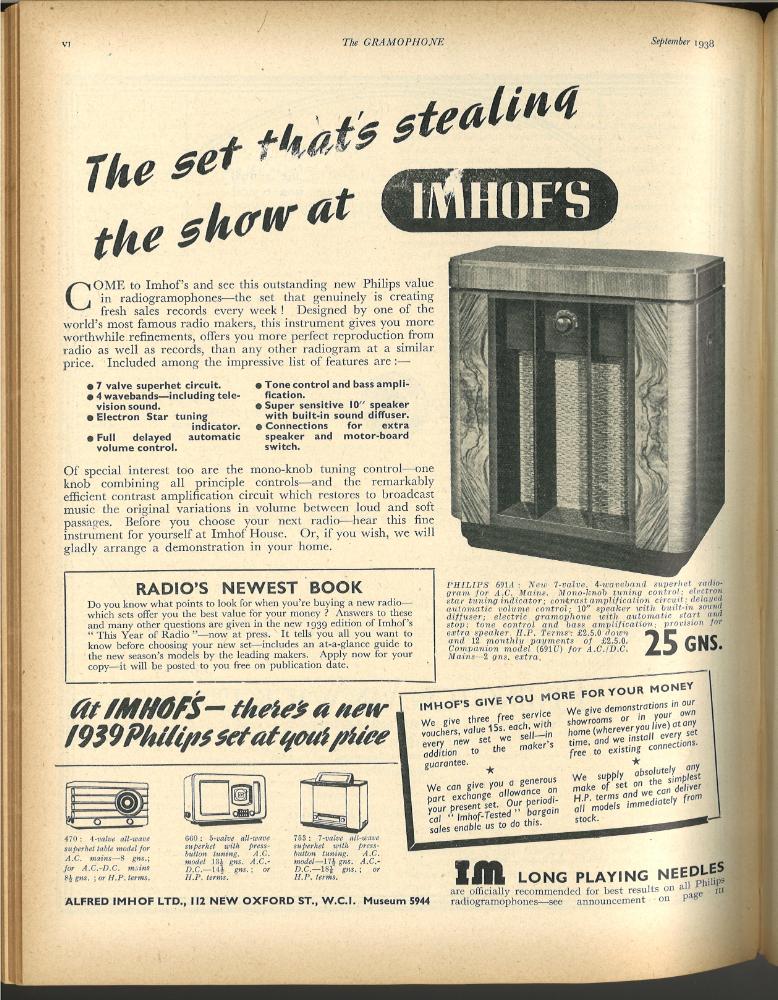 VI
The GRAMOPHONE
September 1938
The set that's stealing
the show at IMHOF'S
COME to Imhof's and see this outstanding new Philips value
in radiogramophones—the set that genuinely is creating
fresh sales records every week! Designed by one of the
world's most famous radio makers, this instrument gives you more
worthwhile refinements, offers you more perfect reproduction from
radio as well as records, than any other radiogram at a similar
price. Included among the impressive list of features are :—
● 7 valve superhet circuit.
● 4 wavebands—including tele-
vision sound.
● Electron Star tuning
indicator.
● Full delayed automatic
volume control.
● Tone control and bass ampli-
fication.
● Super sensitive 10″ speaker
with built-in sound diffuser.
● Connections for extra
speaker and motor-board
switch.
Of special interest too are the mono-knob tuning control—one
knob combining all principle controls—and the remarkably
efficient contrast amplification circuit which restores to broadcast
music the original variations in volume between loud and soft
passages. Before you choose your next radio—hear this fine
instrument for yourself at Imhof House. Or, if you wish, we will
gladly arrange a demonstration in your home.
RADIO'S NEWEST BOOK
Do you know what points to look for when you're buying a new radio—
which sets offer you the best value for your money? Answers to these
and many other questions are given in the new 1939 edition of Imhof's
"This Year of Radio"—now at press. It tells you all you want to
know before choosing your new set—includes an at-a-glance guide to
the new season's models by the leading makers. Apply now for your
copy—it will be posted to you free on publication date.
PHILIPS 691A : New 7-valve, 4-waveband superhet radio-
gram for A.C. Mains. Mono-knob tuning control; electron
star tuning indicator; contrast amplification circuit; delayed
automatic volume control; 10″ speaker with built-in sound
diffuser; electric gramophone with automatic start and
stop; tone control and bass amplification; provision for
extra speaker. H.P. Terms: £2.5.0 down
and 12 monthly payments of £2.5.0.
Companion model (691U) for A.C./D.C.
Mains—2 gns. extra.
25 GNS.
At IMHOF'S — there's a new
1939 Philips set at your price
470 : 4-valve all-wave
superhet table model for
A.C. mains—8 gns.;
for A.C.-D.C. mains
8½ gns.; or H.P. terms.
660 : 5-valve all-wave
superhet with press-
button tuning. A.C.
model 13½ gns. A.C.-
D.C.—14½ gns.; or
H.P. terms.
753 : 7-valve all-wave
superhet with press-
button tuning. A.C.
model—17½ gns. A.C.-
D.C.—18½ gns.; or
H.P. terms.
IMHOF'S GIVE YOU MORE FOR YOUR MONEY
We give three free service
vouchers, value 15s. each, with
every new set we sell—in
addition to the maker's
guarantee.
★
We can give you a generous
part exchange allowance on
your present set. Our periodi-
cal "Imhof-Tested" bargain
sales enable us to do this.
We give demonstrations in our
showrooms or in your own
home (wherever you live) at any
time, and we install every set
free to existing connections.
★
We supply absolutely any
make of set on the simplest
H.P. terms and we can deliver
all models immediately from
stock.
ALFRED IMHOF LTD., 112 NEW OXFORD ST., W.C.1. Museum 5944
IM LONG PLAYING NEEDLES
are officially recommended for best results on all Philips
radiogramophones—see announcement on page III